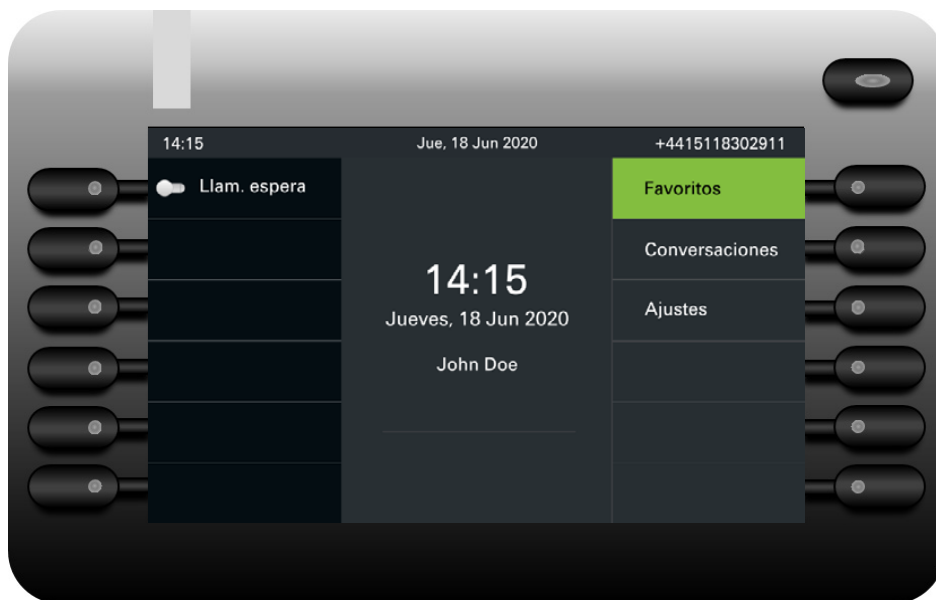 14:15
Jue, 18 Jun 2020
+4415118302911
Llam. espera
14:15
Jueves, 18 Jun 2020
John Doe
Favoritos
Conversaciones
Ajustes